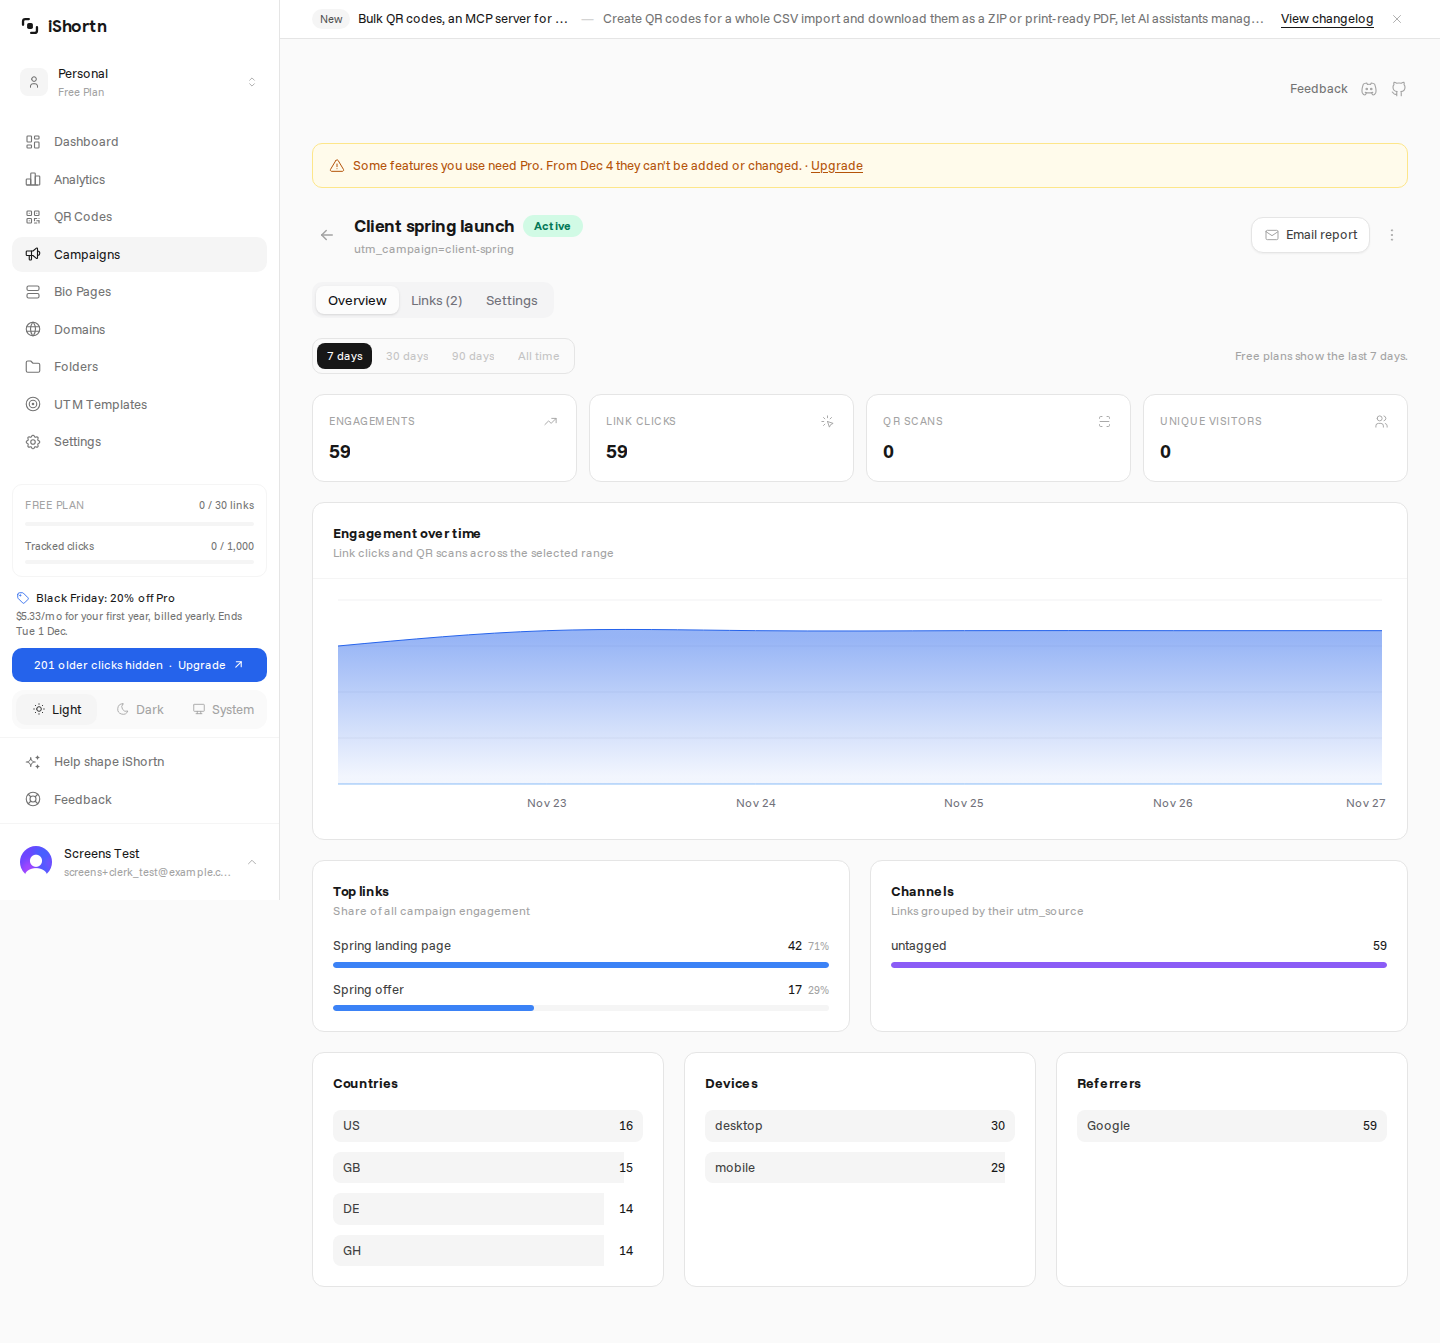 iShortn
Personal
Free Plan
Dashboard
Analytics
QR Codes
Campaigns
Bio Pages
Domains
Folders
UTM Templates
Settings
FREE PLAN
0 / 30 links
Tracked clicks
0 / 1,000
Black Friday: 20% off Pro
$5.33/mo for your first year, billed yearly. Ends
Tue 1 Dec.
201 older clicks hidden · Upgrade
Light
Dark
System
Help shape iShortn
Feedback
Screens Test
screens+clerk_test@example.c...
New
Bulk QR codes, an MCP server for ...
— Create QR codes for a whole CSV import and download them as a ZIP or print-ready PDF, let AI assistants manag...
View changelog
Feedback
Some features you use need Pro. From Dec 4 they can't be added or changed. · Upgrade
Client spring launch
Active
utm_campaign=client-spring
Email report
Overview
Links (2)
Settings
7 days
30 days
90 days
All time
Free plans show the last 7 days.
ENGAGEMENTS
59
LINK CLICKS
59
QR SCANS
0
UNIQUE VISITORS
0
Engagement over time
Link clicks and QR scans across the selected range
Nov 23
Nov 24
Nov 25
Nov 26
Nov 27
Top links
Share of all campaign engagement
Spring landing page
42 71%
Spring offer
17 29%
Channels
Links grouped by their utm_source
untagged
59
Countries
US 16
GB 15
DE 14
GH 14
Devices
desktop 30
mobile 29
Referrers
Google 59